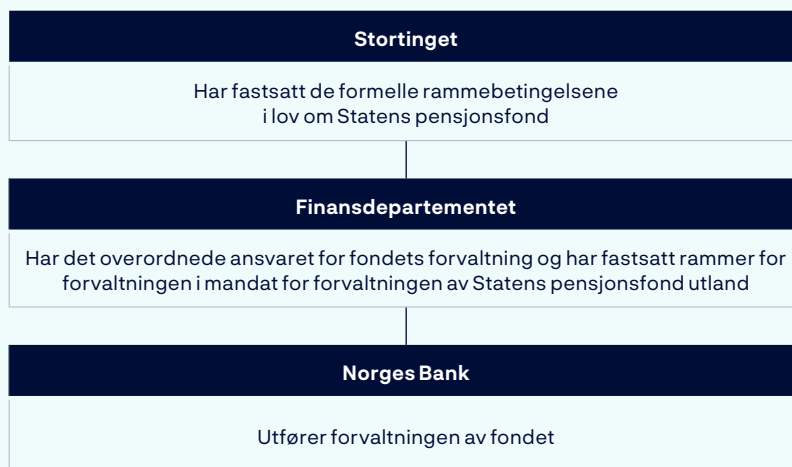 Stortinget
Har fastsatt de formelle rammebetingelsene
i lov om Statens pensjonsfond
Finansdepartementet
Har det overordnede ansvaret for fondets forvaltning og har fastsatt rammer for
forvaltningen i mandat for forvaltningen av Statens pensjonsfond utland
Norges Bank
Utfører forvaltningen av fondet